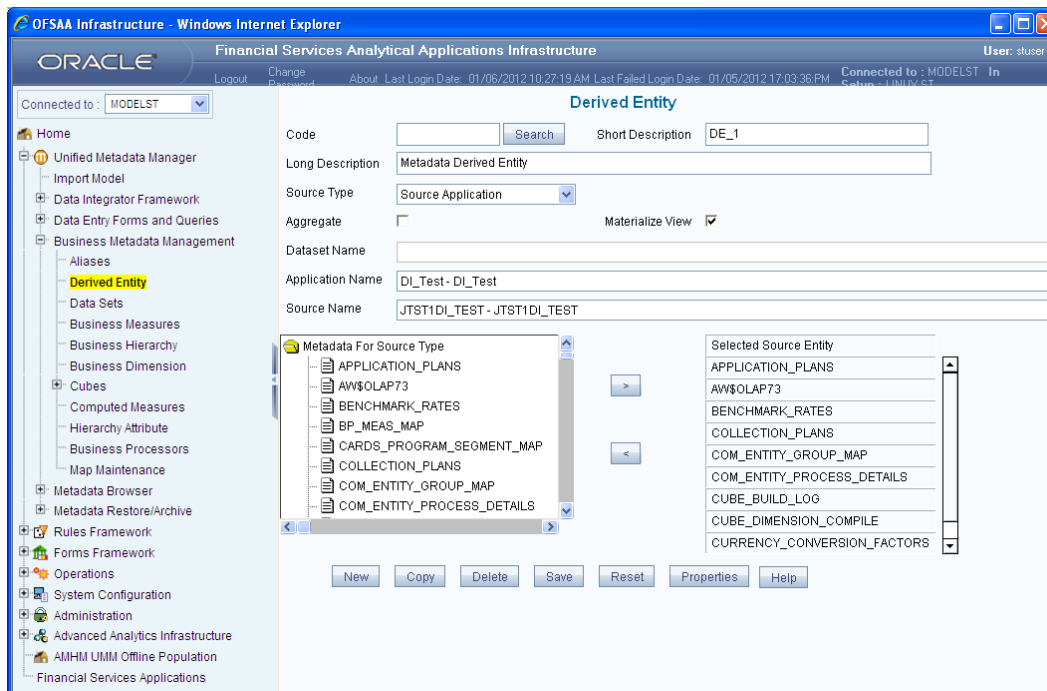 OFSAA Infrastructure - Windows Internet Explorer
ORACLE
Financial Services Analytical Applications Infrastructure
User: stuser
Logout Change Password About Last Login Date: 01/06/2012 10:27:19 AM Last Failed Login Date: 01/05/2012 17:03:36:PM Connected to : MODELST In
Setup : LINUX ST
Connected to : MODELST
Home
Unified Metadata Manager
Import Model
Data Integrator Framework
Data Entry Forms and Queries
Business Metadata Management
Aliases
Derived Entity
Data Sets
Business Measures
Business Hierarchy
Business Dimension
Cubes
Computed Measures
Hierarchy Attribute
Business Processors
Map Maintenance
Metadata Browser
Metadata Restore/Archive
Rules Framework
Forms Framework
Operations
System Configuration
Administration
Advanced Analytics Infrastructure
AMHM UMM Offline Population
Financial Services Applications
Derived Entity
Code Search Short Description DE_1
Long Description Metadata Derived Entity
Source Type Source Application
Aggregate Materialize View
Dataset Name
Application Name DI_Test - DI_Test
Source Name JTST1DI_TEST - JTST1DI_TEST
Metadata For Source Type
APPLICATION_PLANS
AW$OLAP73
BENCHMARK_RATES
BP_MEAS_MAP
CARDS_PROGRAM_SEGMENT_MAP
COLLECTION_PLANS
COM_ENTITY_GROUP_MAP
COM_ENTITY_PROCESS_DETAILS
>
<
Selected Source Entity
APPLICATION_PLANS
AW$OLAP73
BENCHMARK_RATES
COLLECTION_PLANS
COM_ENTITY_GROUP_MAP
COM_ENTITY_PROCESS_DETAILS
CUBE_BUILD_LOG
CUBE_DIMENSION_COMPILE
CURRENCY_CONVERSION_FACTORS
New Copy Delete Save Reset Properties Help